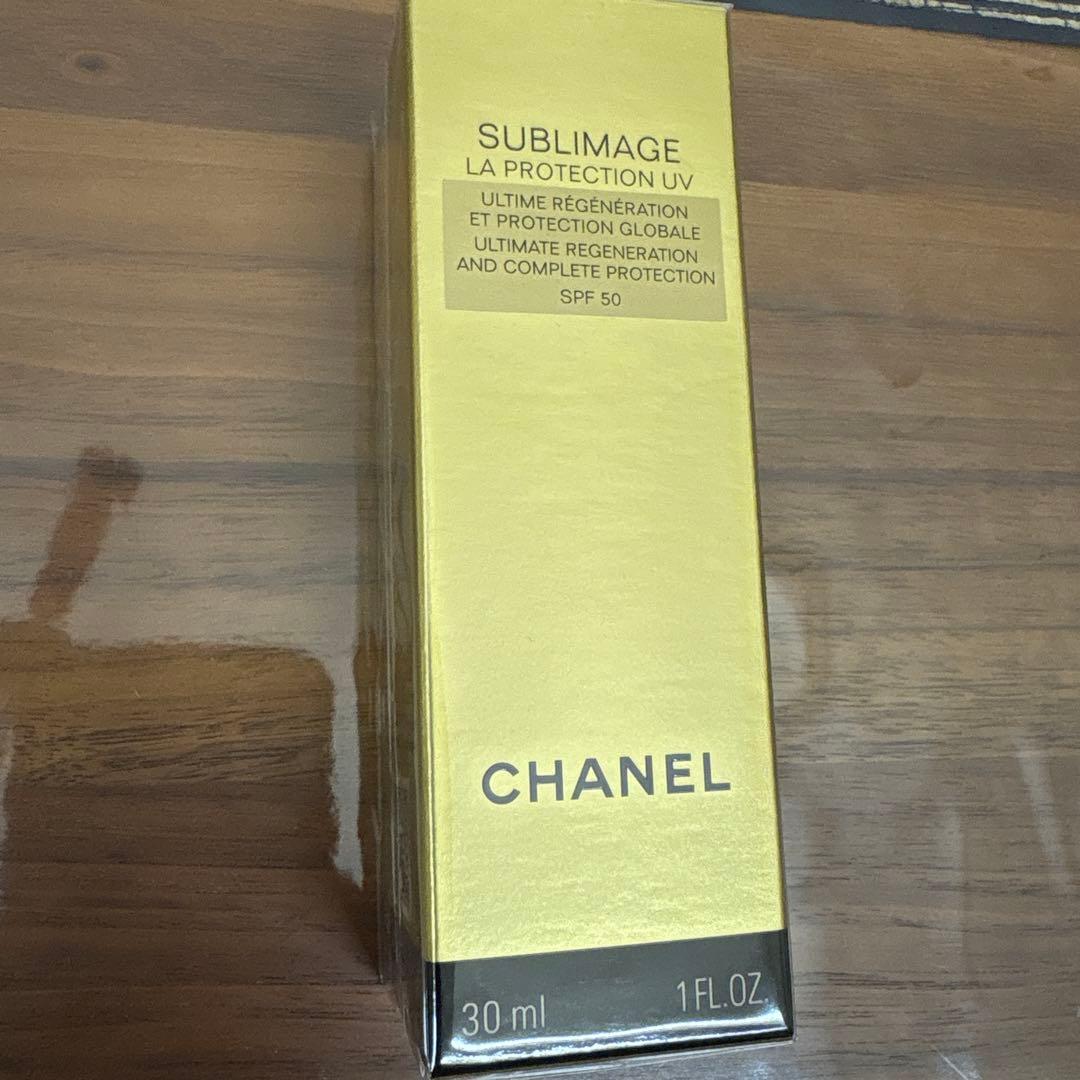 SUBLIMAGE
LA PROTECTION UV
ULTIME RÉGÉNÉRATION
ET PROTECTION GLOBALE
ULTIMATE REGENERATION
AND COMPLETE PROTECTION
SPF 50
CHANEL
30 ml 1 FL.OZ.